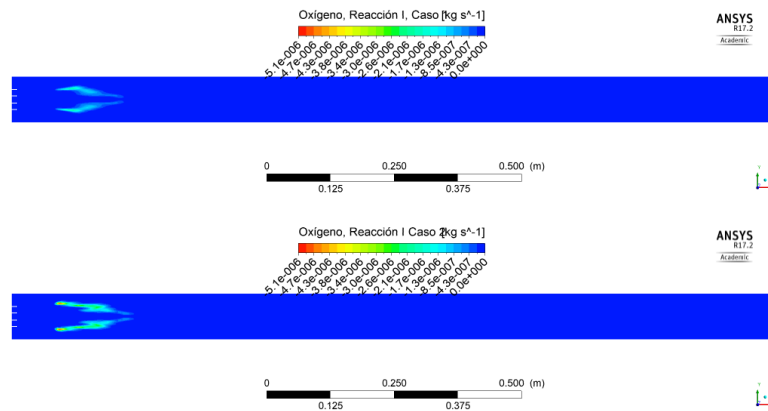 Oxígeno, Reacción I, Caso [kg s^-1]
ANSYS
R17.2
Academic
-5.1e-006
-4.7e-006
-4.3e-006
-3.8e-006
-3.4e-006
-3.0e-006
-2.6e-006
-2.1e-006
-1.7e-006
-1.3e-006
-8.5e-007
-4.3e-007
0.0e+000
0 0.250 0.500 (m)
0.125 0.375
Y
Oxígeno, Reacción I Caso 2[kg s^-1]
ANSYS
R17.2
Academic
-5.1e-006
-4.7e-006
-4.3e-006
-3.8e-006
-3.4e-006
-3.0e-006
-2.6e-006
-2.1e-006
-1.7e-006
-1.3e-006
-8.5e-007
-4.3e-007
0.0e+000
0 0.250 0.500 (m)
0.125 0.375
Y